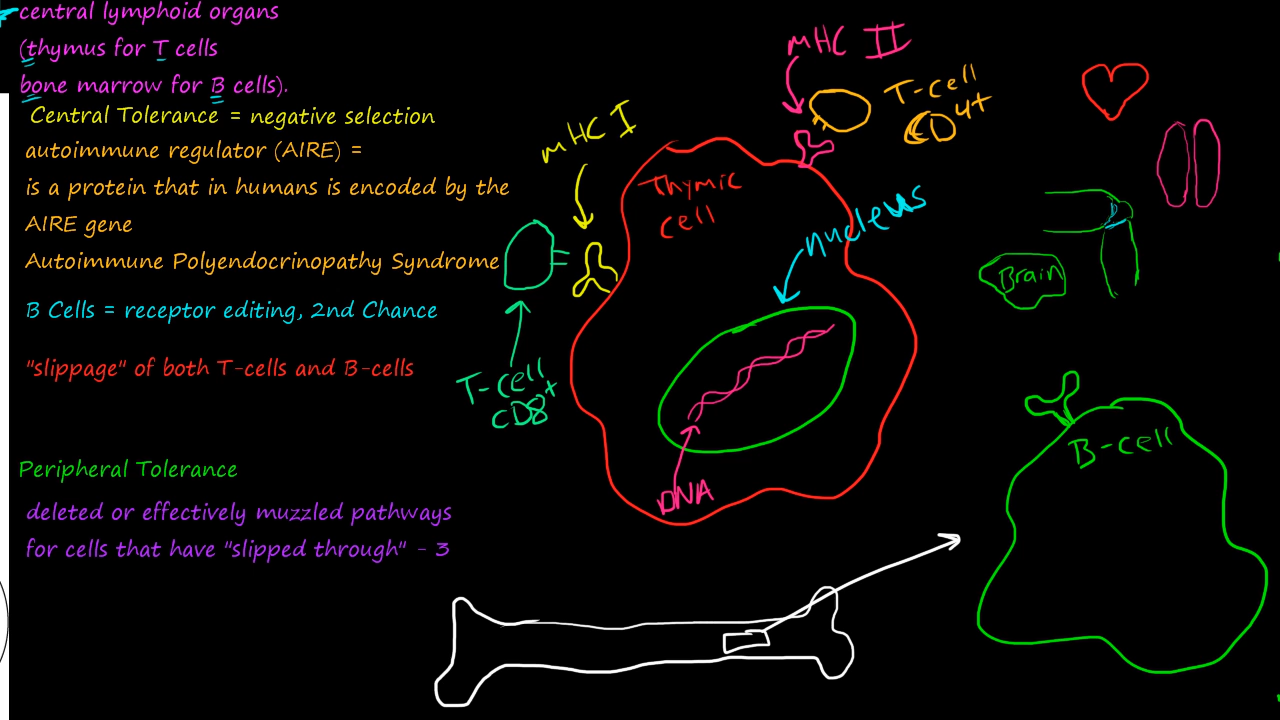 central lymphoid organs
(thymus for T cells
bone marrow for B cells).
Central Tolerance = negative selection
autoimmune regulator (AIRE) =
is a protein that in humans is encoded by the
AIRE gene
Autoimmune Polyendocrinopathy Syndrome
B Cells = receptor editing, 2nd Chance
"slippage" of both T-cells and B-cells
Peripheral Tolerance
deleted or effectively muzzled pathways
for cells that have "slipped through" - 3
MHC I
T-cell
CD8+
MHC II
T-cell
CD4+
Thymic
cell
nucleus
DNA
Brain
B-cell